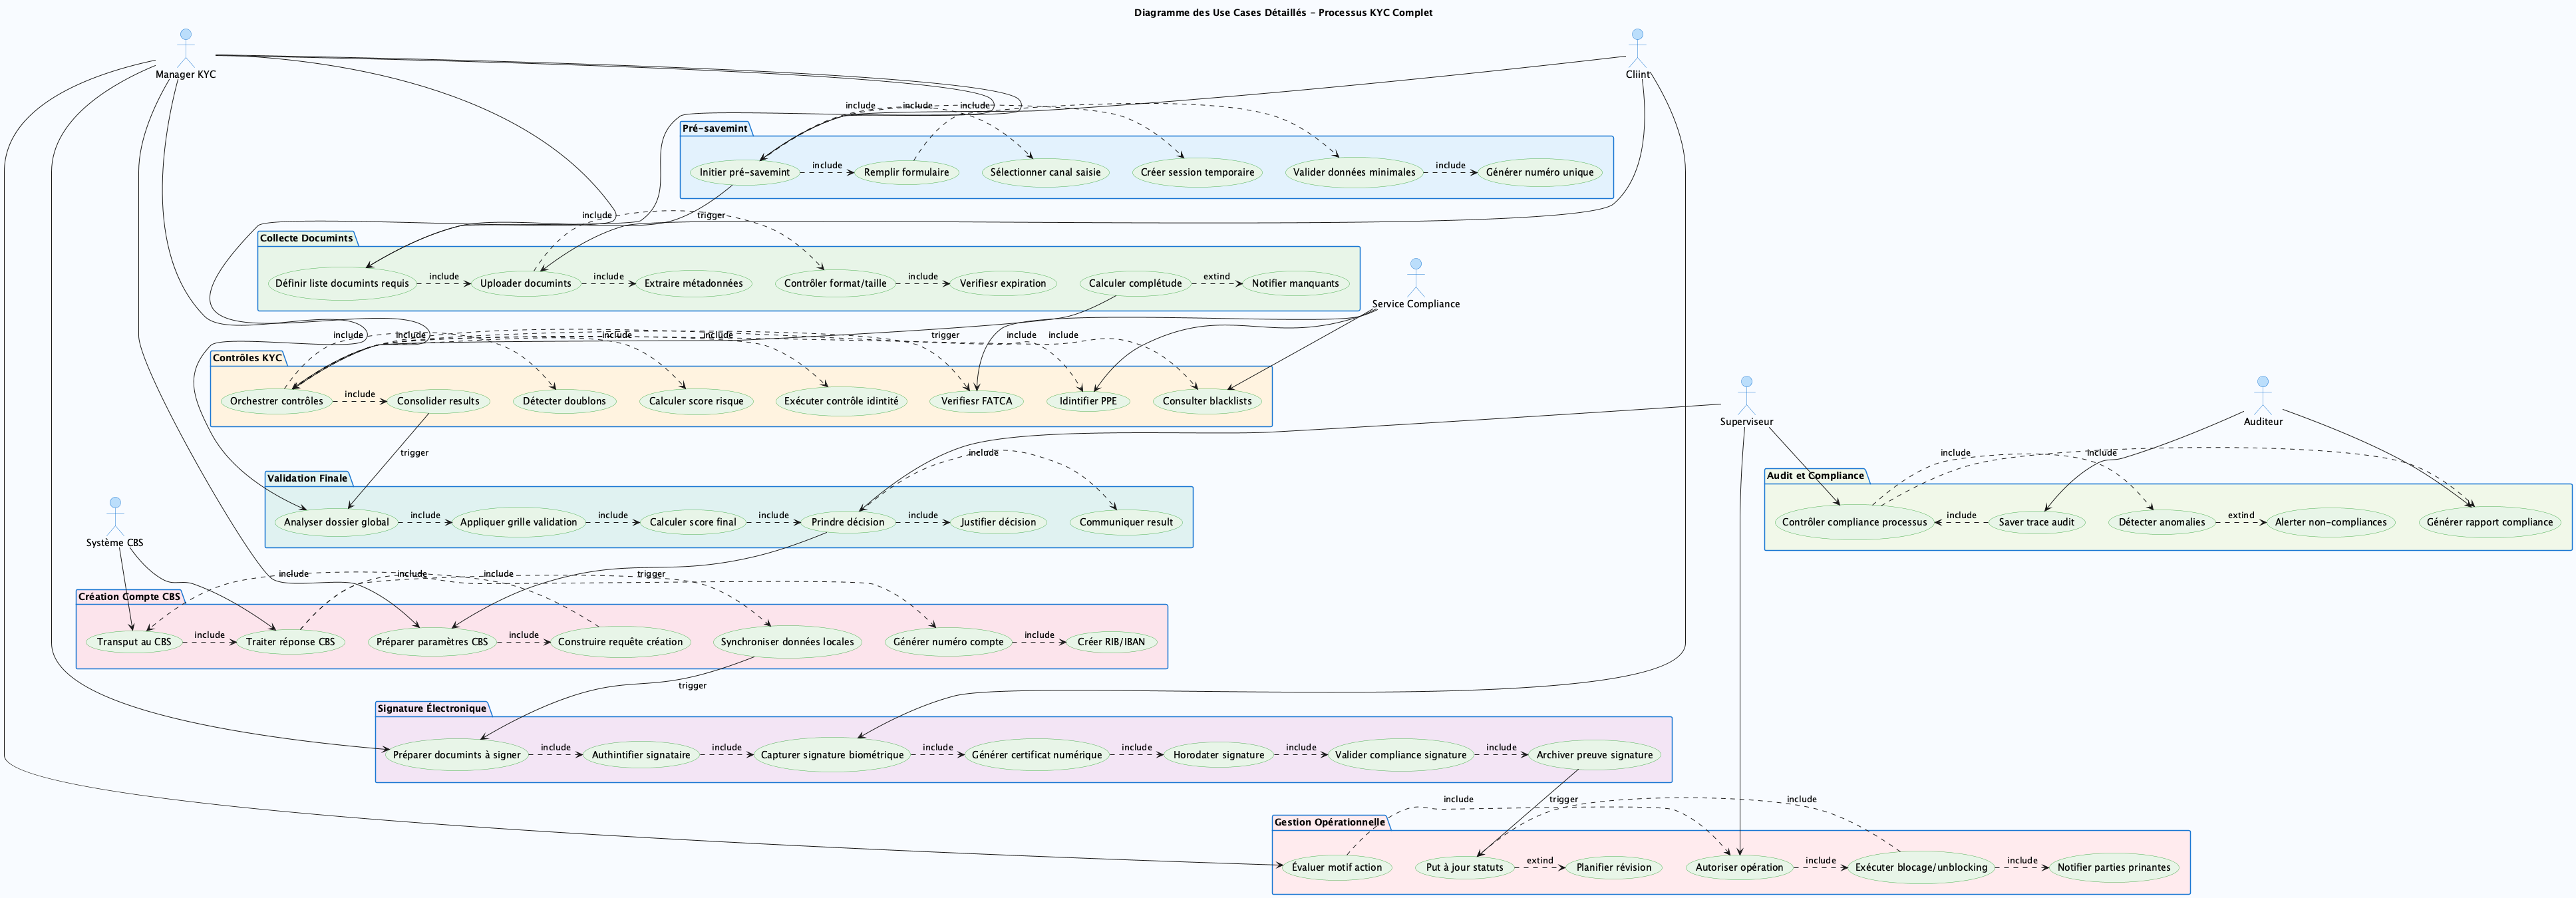 Diagramme des Use Cases Détaillés - Processus KYC Complet
Manager KYC
Cliint
include
include
include
Pré-savemint
Initier pré-savemint
include
Remplir formulaire
Sélectionner canal saisie
Créer session temporaire
Valider données minimales
include
Générer numéro unique
include
trigger
Collecte Documints
Définir liste documints requis
include
Uploader documints
include
Extraire métadonnées
Contrôler format/taille
include
Verifiesr expiration
Calculer complétude
extind
Notifier manquants
Service Compliance
include
include
include
include
trigger
include
include
Contrôles KYC
Orchestrer contrôles
include
Consolider results
Détecter doublons
Calculer score risque
Exécuter contrôle idintité
Verifiesr FATCA
Idintifier PPE
Consulter blacklists
Superviseur
Auditeur
trigger
include
include
include
Validation Finale
Analyser dossier global
include
Appliquer grille validation
include
Calculer score final
include
Prindre décision
include
Justifier décision
Communiquer result
Audit et Compliance
Contrôler compliance processus
include
Saver trace audit
Détecter anomalies
extind
Alerter non-compliances
Générer rapport compliance
Système CBS
include
include
include
trigger
Création Compte CBS
Transput au CBS
include
Traiter réponse CBS
Préparer paramètres CBS
include
Construire requête création
Synchroniser données locales
Générer numéro compte
include
Créer RIB/IBAN
trigger
Signature Électronique
Préparer documints à signer
include
Authintifier signataire
include
Capturer signature biométrique
include
Générer certificat numérique
include
Horodater signature
include
Valider compliance signature
include
Archiver preuve signature
include
trigger
include
Gestion Opérationnelle
Évaluer motif action
Put à jour statuts
extind
Planifier révision
Autoriser opération
include
Exécuter blocage/unblocking
include
Notifier parties prinantes